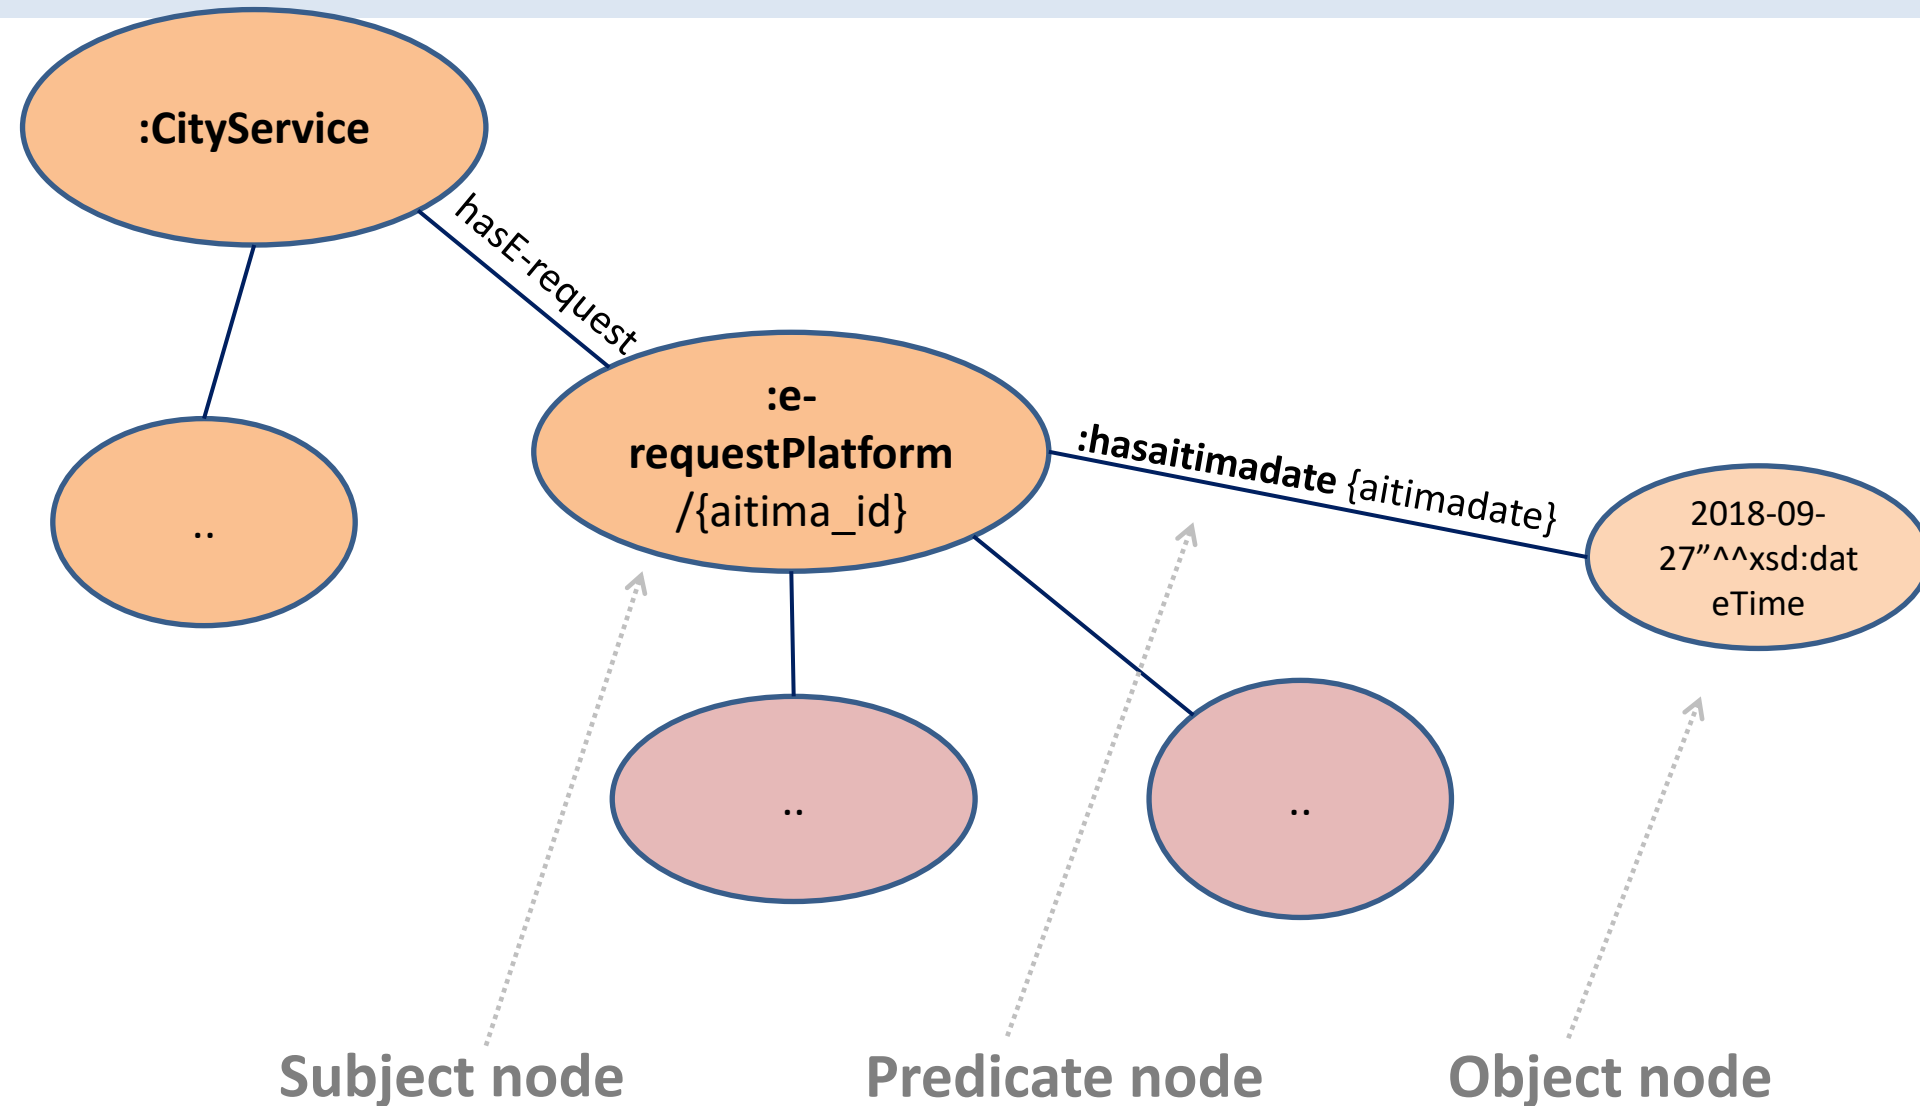 :CityService
hasE-request
:e-
requestPlatform
/{aitima_id}
:hasaitimadate {aitimadate}
2018-09-
27”^^xsd:dat
eTime
..
..
..
Subject node
Predicate node
Object node